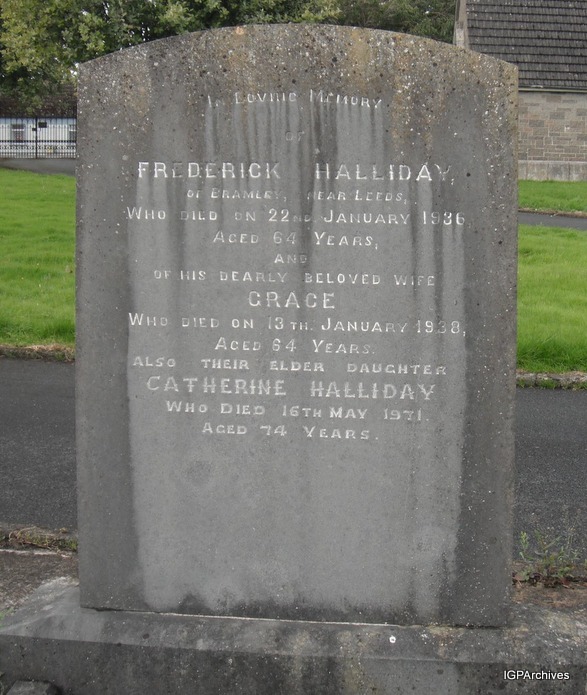 In Loving Memory
of
Frederick Halliday,
of Bramley, near Leeds,
Who died on 22nd January 1936
Aged 64 Years,
and
of his dearly beloved wife
Grace
Who died on 13th January 1938,
Aged 64 Years.
Also their elder daughter
Catherine Halliday
Who Died 16th May 1971.
Aged 74 Years.
IGPArchives